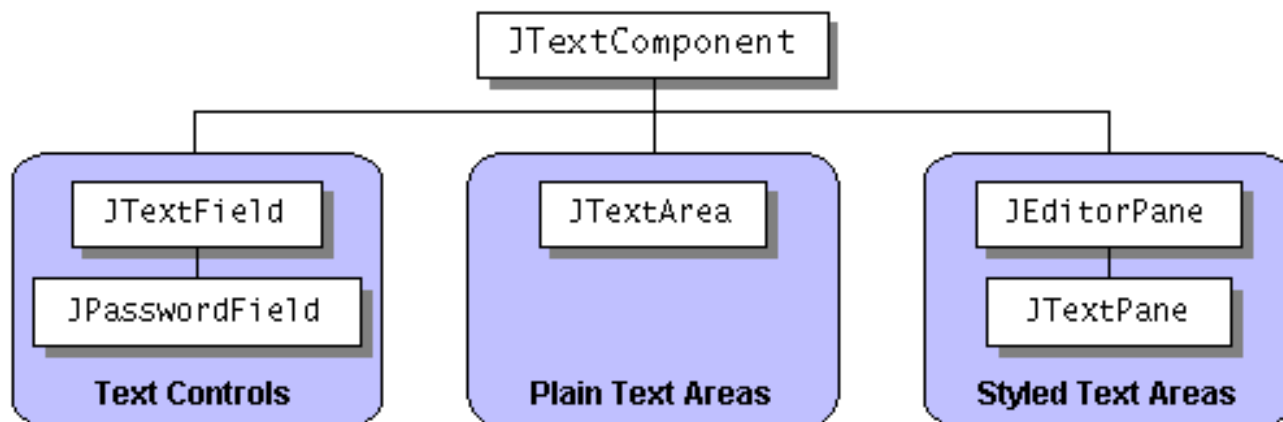 JTextComponent
JTextField
JTextArea
JEditorPane
JPasswordField
JTextPane
Text Controls
Plain Text Areas
Styled Text Areas